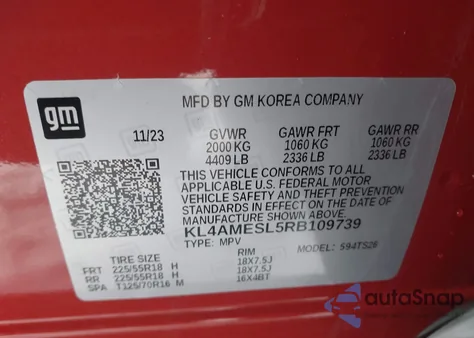 gm
MFD BY GM KOREA COMPANY
11/23 GVWR GAWR FRT GAWR RR
2000 KG 1060 KG 1060 KG
4409 LB 2336 LB 2336 LB
THIS VEHICLE CONFORMS TO ALL
APPLICABLE U.S. FEDERAL MOTOR
VEHICLE SAFETY AND THEFT PREVENTION
STANDARDS IN EFFECT ON THE DATE OF
MANUFACTURE SHOWN ABOVE.
KL4AMESL5RB109739
TYPE: MPV MODEL: 594TS26
TIRE SIZE RIM
FRT 225/55R18 H 18X7.5J
RR 225/55R18 H 18X7.5J
SPA T125/70R16 M 16X4BT
autoSnap